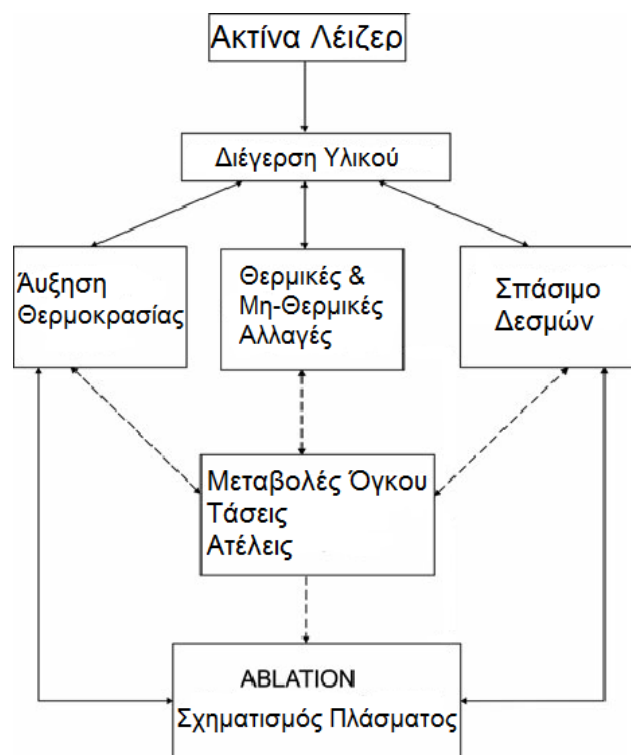 Ακτίνα Λέιζερ
Διέγερση Υλικού
Άυξηση
Θερμοκρασίας
Θερμικές &
Μη-Θερμικές
Αλλαγές
Σπάσιμο
Δεσμών
Μεταβολές Όγκου
Τάσεις
Ατέλεις
ABLATION
Σχηματισμός Πλάσματος